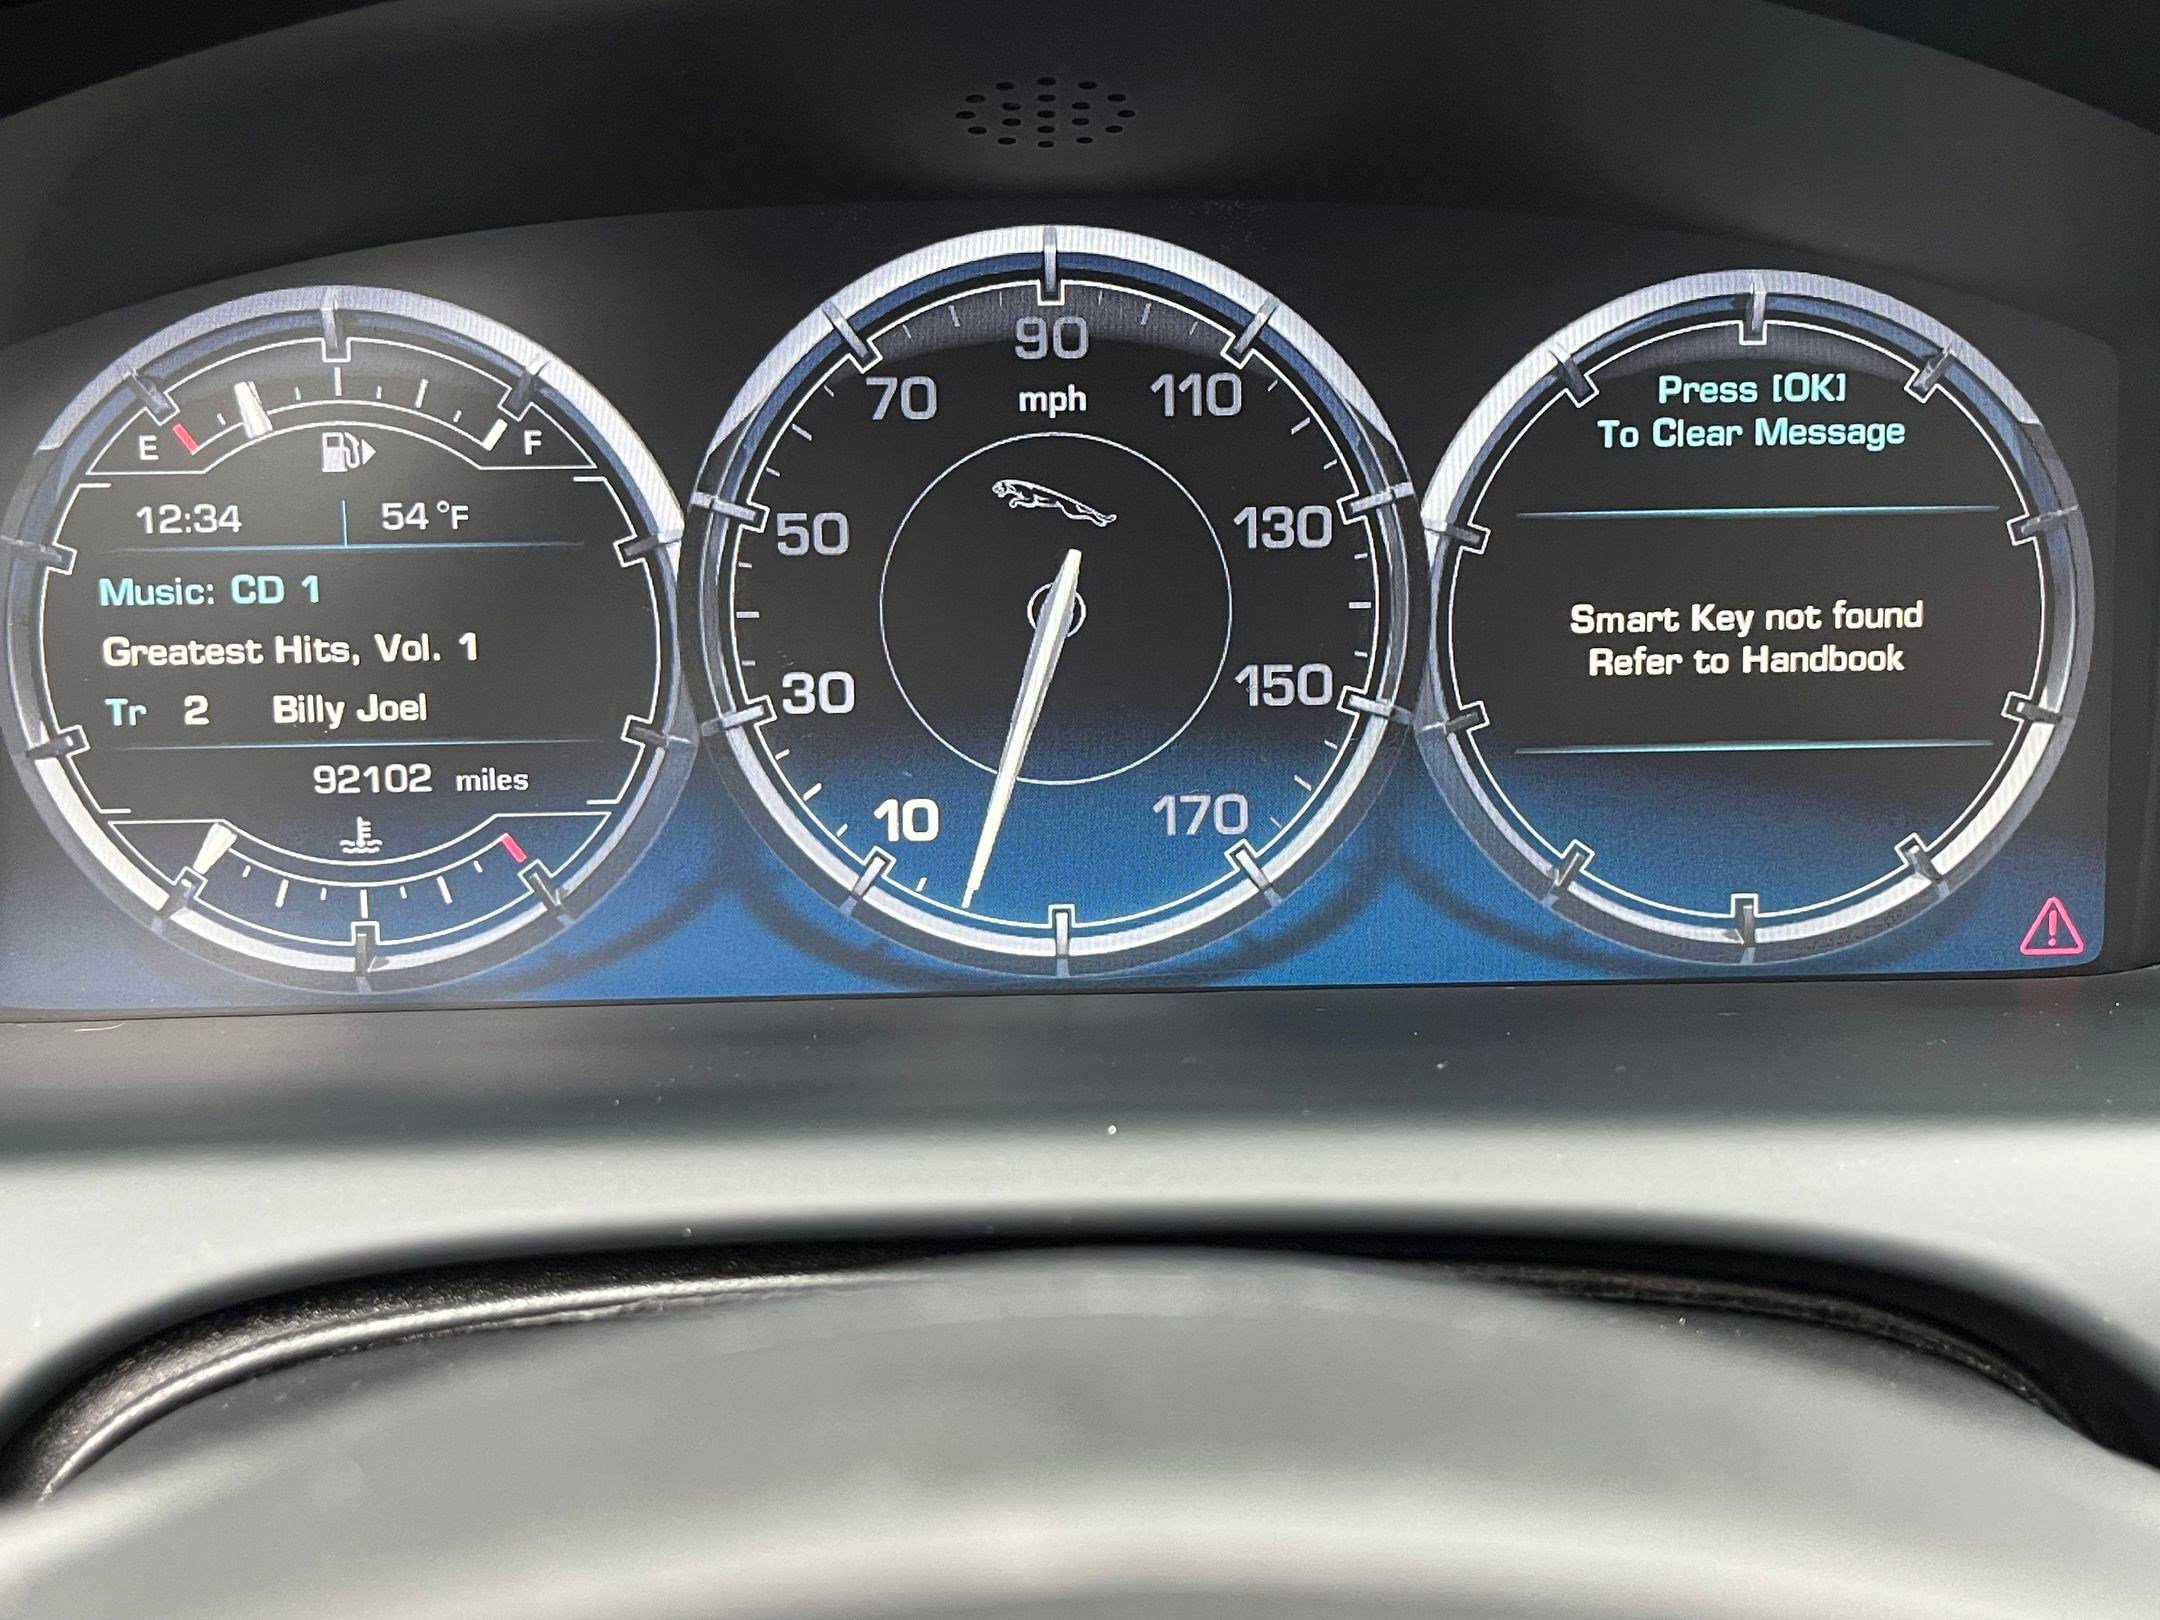 E
F
12:34
54 °F
Music: CD 1
Greatest Hits, Vol. 1
Tr 2 Billy Joel
92102 miles
10
30
50
70
90
110
130
150
170
mph
Press [OK]
To Clear Message
Smart Key not found
Refer to Handbook